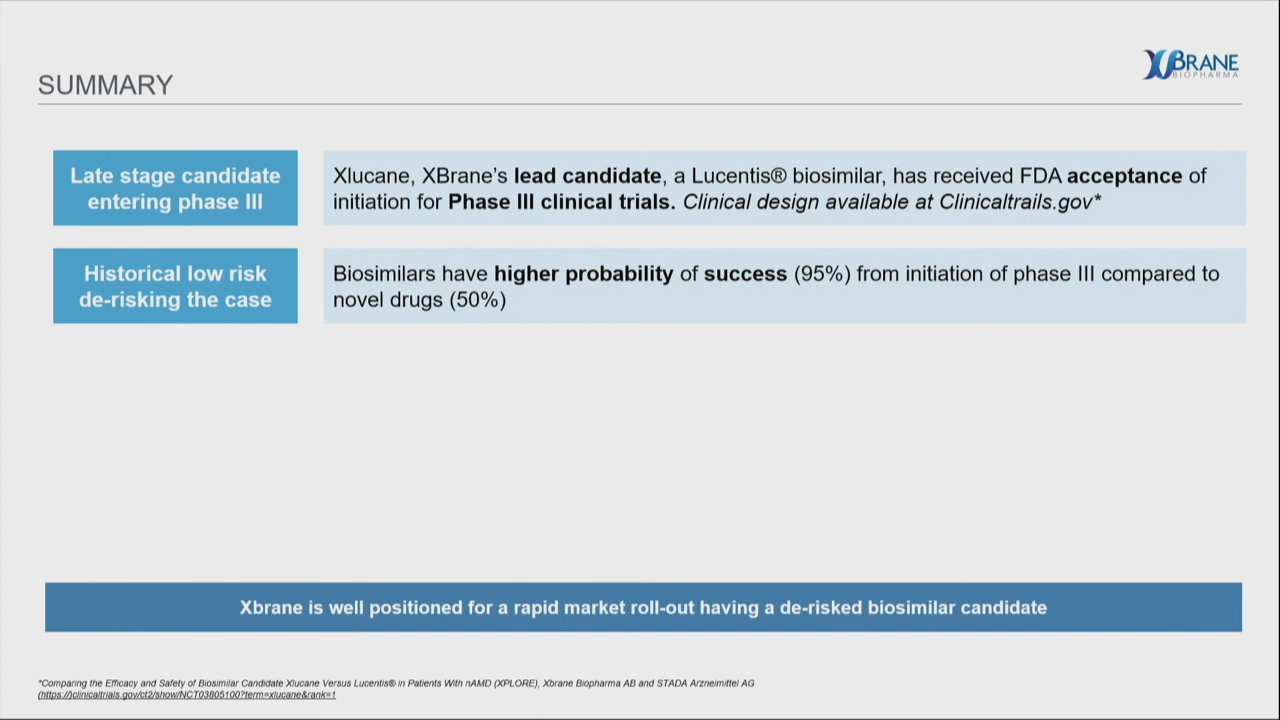 SUMMARY
XBRANE
BIOPHARMA
Late stage candidate
entering phase III
Xlucane, XBrane's lead candidate, a Lucentis® biosimilar, has received FDA acceptance of
initiation for Phase III clinical trials. Clinical design available at Clinicaltrails.gov*
Historical low risk
de-risking the case
Biosimilars have higher probability of success (95%) from initiation of phase III compared to
novel drugs (50%)
Xbrane is well positioned for a rapid market roll-out having a de-risked biosimilar candidate
*Comparing the Efficacy and Safety of Biosimilar Candidate Xlucane Versus Lucentis® in Patients With nAMD (XPLORE), Xbrane Biopharma AB and STADA Arzneimittel AG
(https://)clinicaltrials.gov/ct2/show/NCT03805100?term=xlucane&rank=1